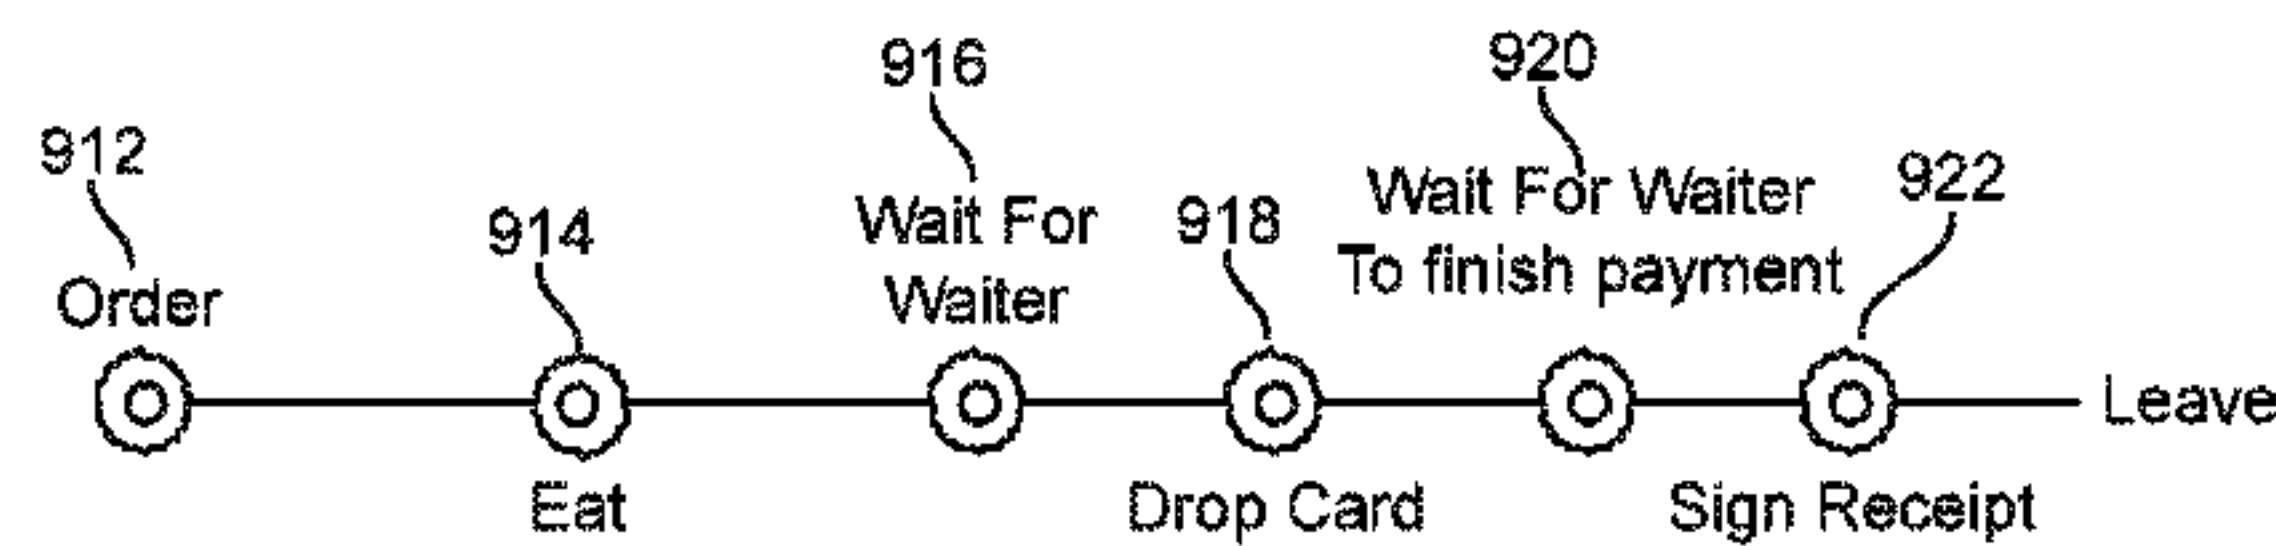 916
920
912
922
914
918
Wait For
Waiter
Wait For Waiter
To finish payment
Order
Leave
Eat
Drop Card
Sign Receipt